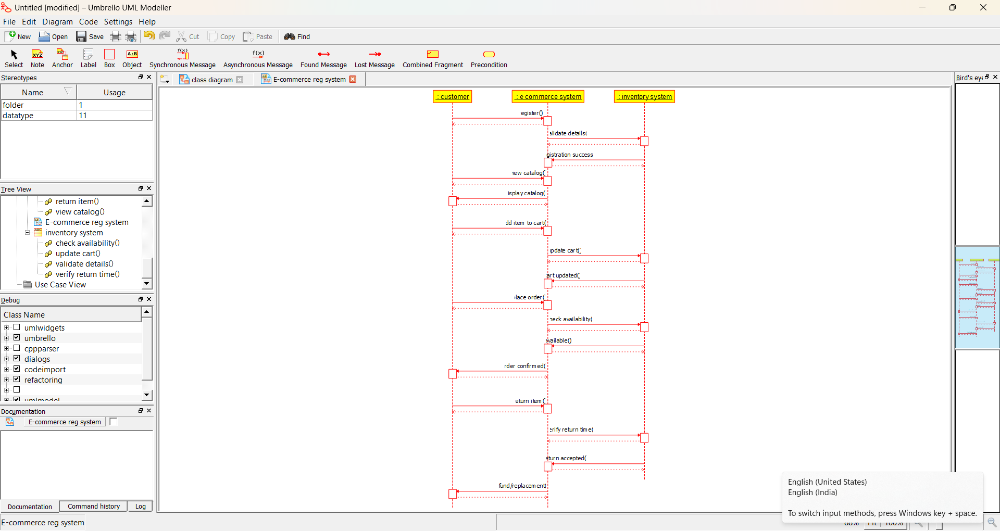 Untitled [modified] – Umbrello UML Modeller
File Edit Diagram Code Settings Help
New Open Save Cut Copy Paste Find
Select Note Anchor Label Box Object Synchronous Message Asynchronous Message Found Message Lost Message Combined Fragment Precondition
Stereotypes
Name Usage
folder 1
datatype 11
Tree View
return item()
view catalog()
E-commerce reg system
inventory system
check availability()
update cart()
validate details()
verify return time()
Use Case View
Debug
Class Name
umlwidgets
umbrello
cppparser
dialogs
codeimport
refactoring
umlmodel
Documentation
E-commerce reg system
Documentation Command history Log
E-commerce reg system
class diagram E-commerce reg system
: customer : e commerce system : inventory system
egister()
alidate details(
gistration success
iew catalog(
isplay catalog(
dd item to cart(
update cart(
art updated(
lace order(
heck availability(
available()
rder confirmed(
eturn item (
erify return time(
eturn accepted(
fund/replacement(
Bird's eye
English (United States)
English (India)
To switch input methods, press Windows key + space.
88% Fit 100%